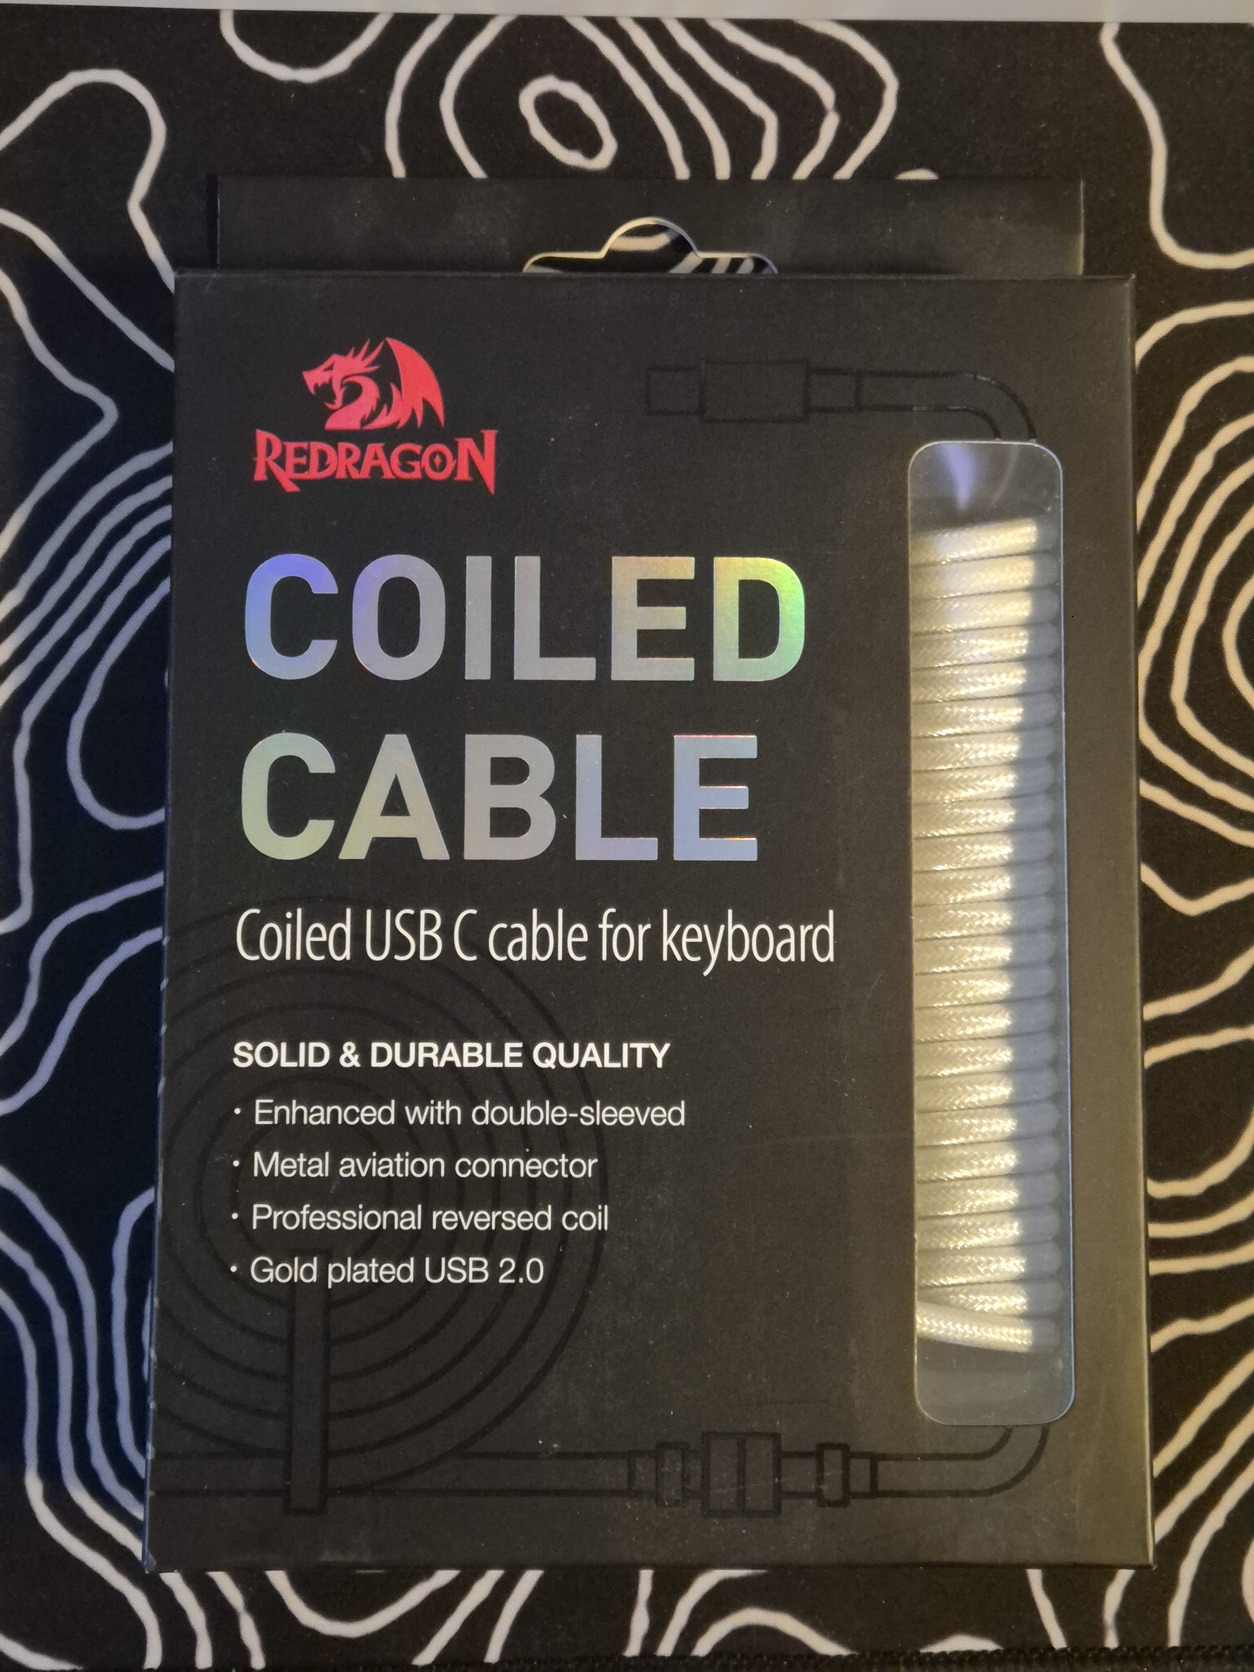 REDRAGON
COILED
CABLE
Coiled USB C cable for keyboard
SOLID & DURABLE QUALITY
• Enhanced with double-sleeved
• Metal aviation connector
• Professional reversed coil
• Gold plated USB 2.0